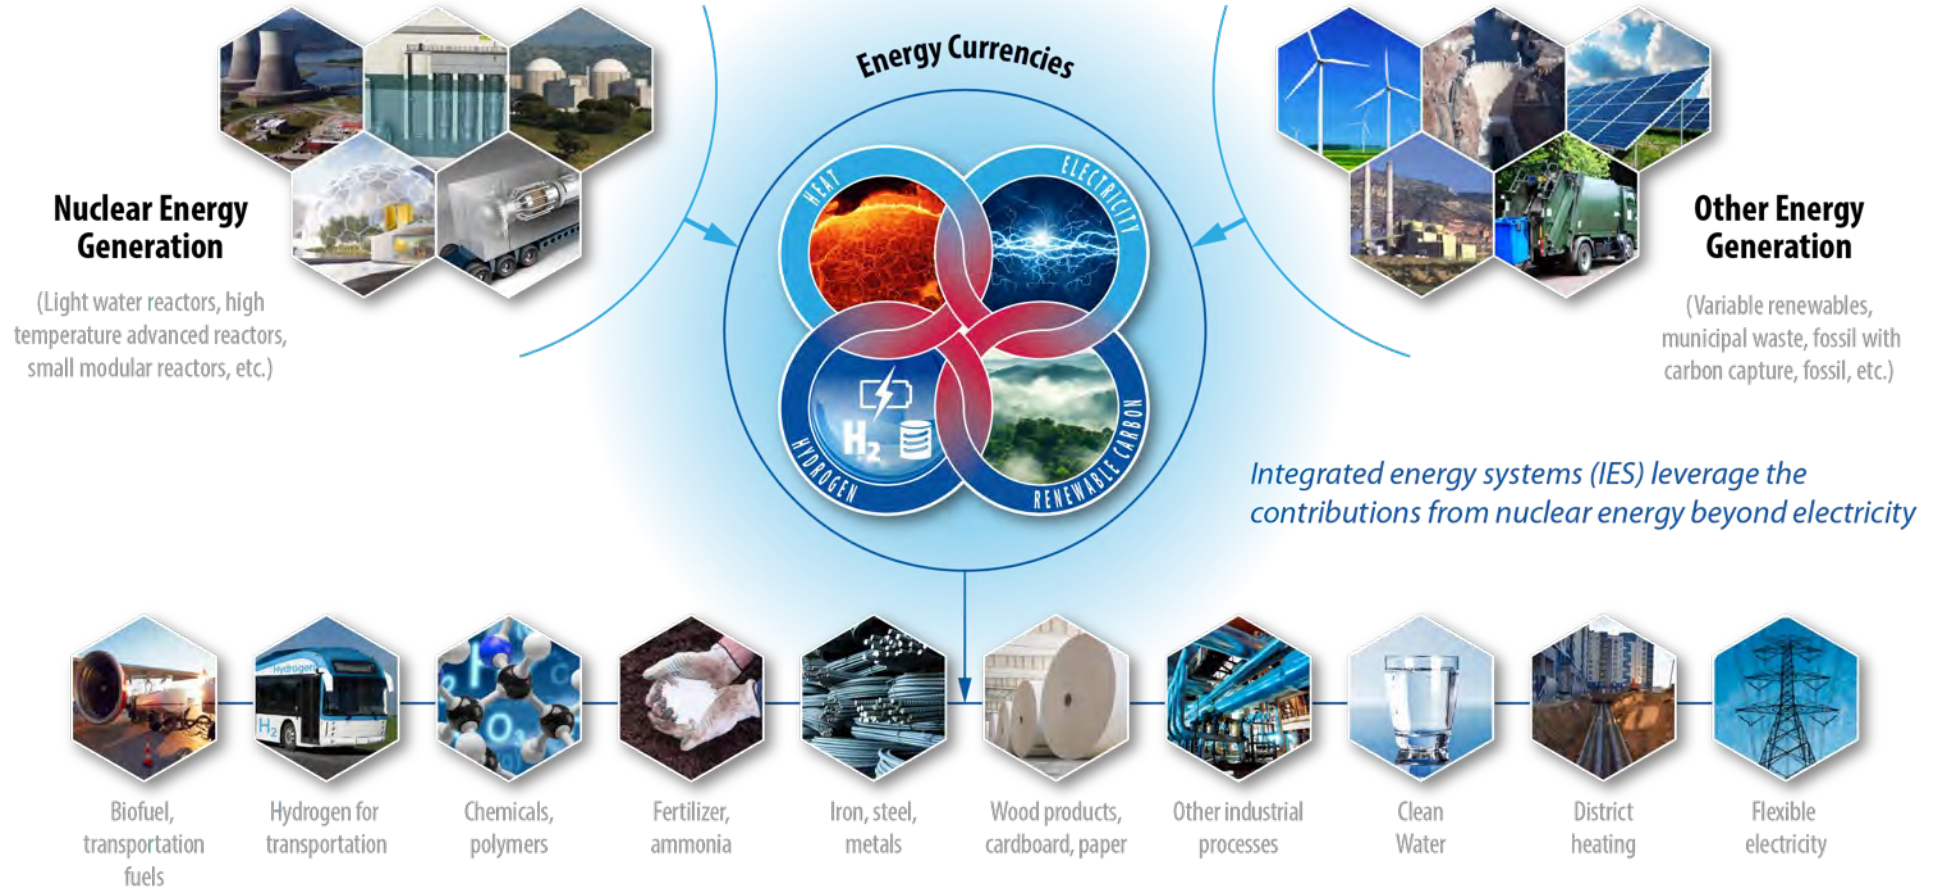 Energy Currencies
HEAT
ELECTRICITY
HYDROGEN
RENEWABLE CARBON
H2
Nuclear Energy
Generation
(Light water reactors, high
temperature advanced reactors,
small modular reactors, etc.)
Other Energy
Generation
(Variable renewables,
municipal waste, fossil with
carbon capture, fossil, etc.)
Integrated energy systems (IES) leverage the
contributions from nuclear energy beyond electricity
Hydrogen
H2
Biofuel,
transportation
fuels
Hydrogen for
transportation
Chemicals,
polymers
Fertilizer,
ammonia
Iron, steel,
metals
Wood products,
cardboard, paper
Other industrial
processes
Clean
Water
District
heating
Flexible
electricity